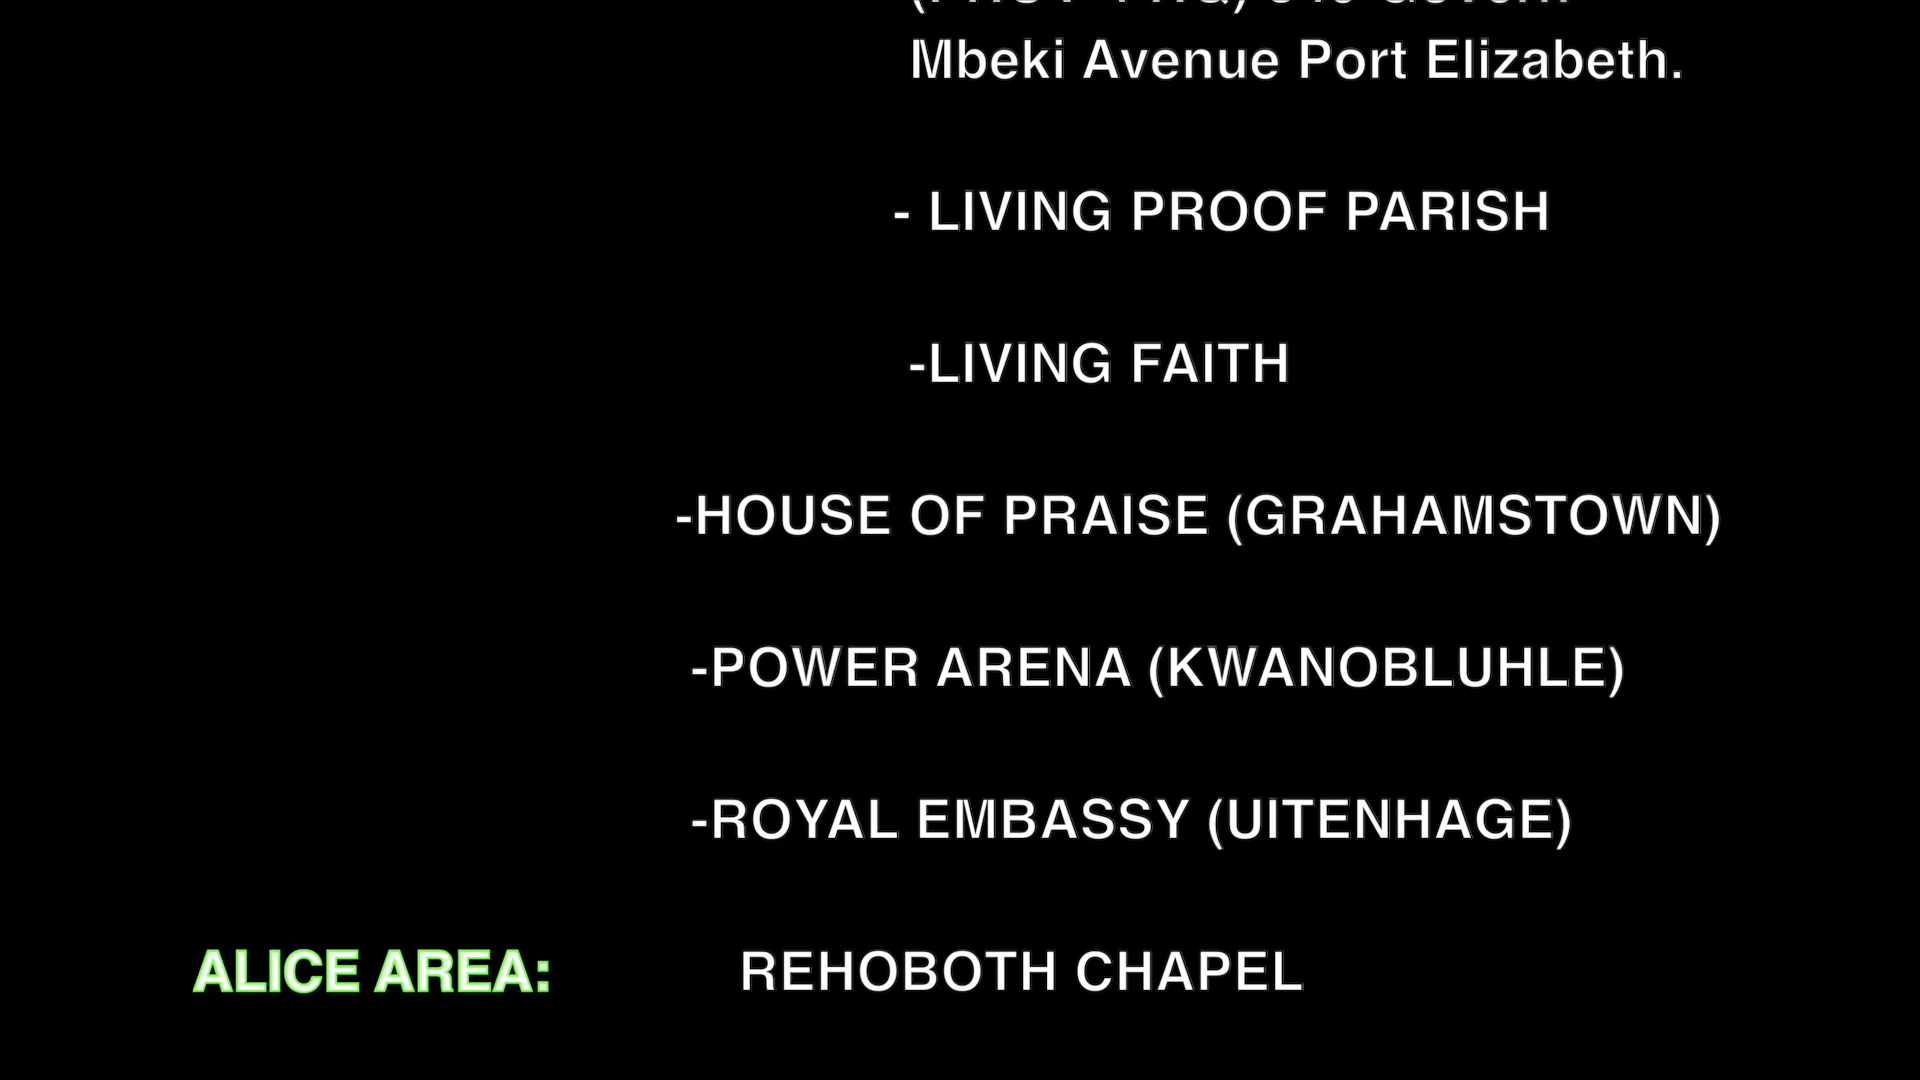 Mbeki Avenue Port Elizabeth.
- LIVING PROOF PARISH
-LIVING FAITH
-HOUSE OF PRAISE (GRAHAMSTOWN)
-POWER ARENA (KWANOBLUHLE)
-ROYAL EMBASSY (UITENHAGE)
ALICE AREA: REHOBOTH CHAPEL